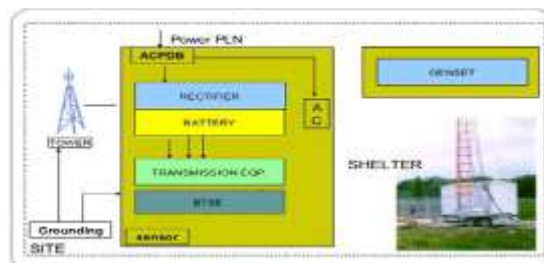 Power PLN
ACPDB
GENSET
RECTIFIER
A
C
BATTERY
TOWER
TRANSMISSION EQP
SHELTER
BTSE
Grounding
sensor
SITE